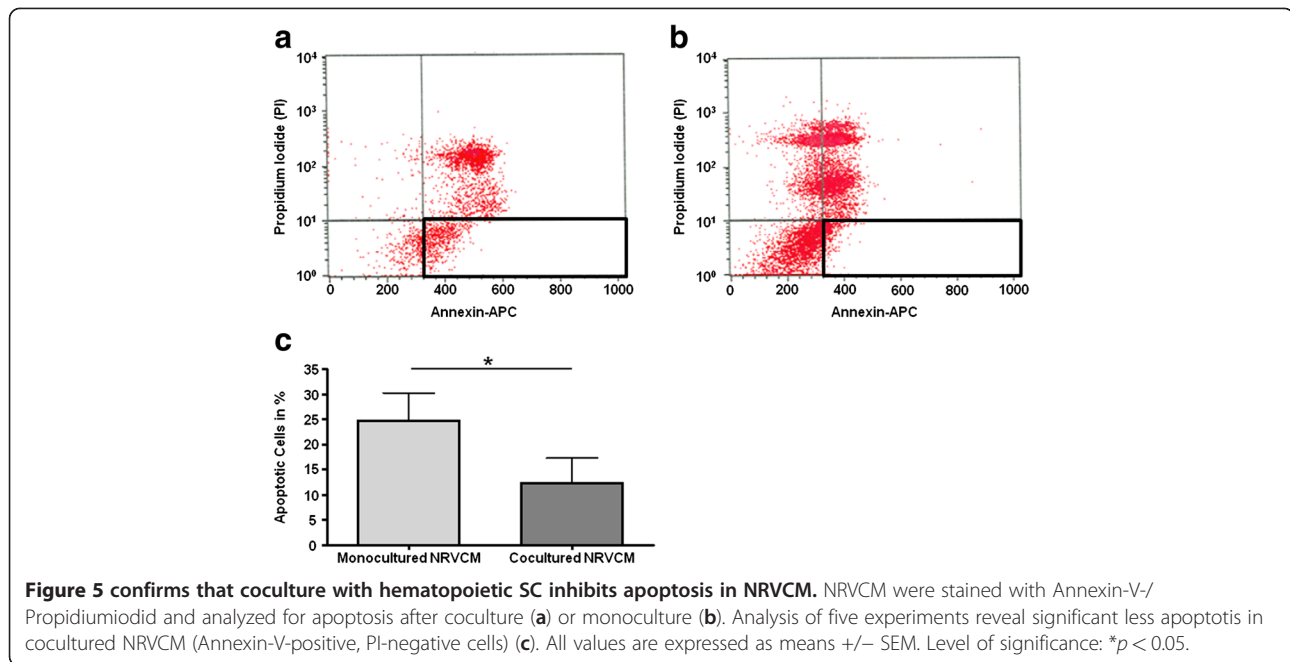 a
b
10⁴
10³
10²
10¹
10⁰
Propidium Iodide (PI)
0 200 400 600 800 1000
Annexin-APC
10⁴
10³
10²
10¹
10⁰
Propidium Iodide (PI)
0 200 400 600 800 1000
Annexin-APC
c
*
35
30
25
20
15
10
5
0
Apoptotic Cells in %
Monocultured NRVCM Cocultured NRVCM
Figure 5 confirms that coculture with hematopoietic SC inhibits apoptosis in NRVCM. NRVCM were stained with Annexin-V-/
Propidiumiodid and analyzed for apoptosis after coculture (a) or monoculture (b). Analysis of five experiments reveal significant less apoptotis in
cocultured NRVCM (Annexin-V-positive, PI-negative cells) (c). All values are expressed as means +/− SEM. Level of significance: *p < 0.05.